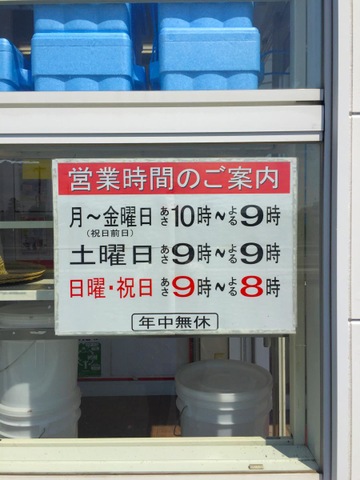 営業時間のご案内
月～金曜日 あさ10時～よる9時
(祝日前日)
土曜日 あさ9時～よる9時
日曜・祝日 あさ9時～よる8時
年中無休